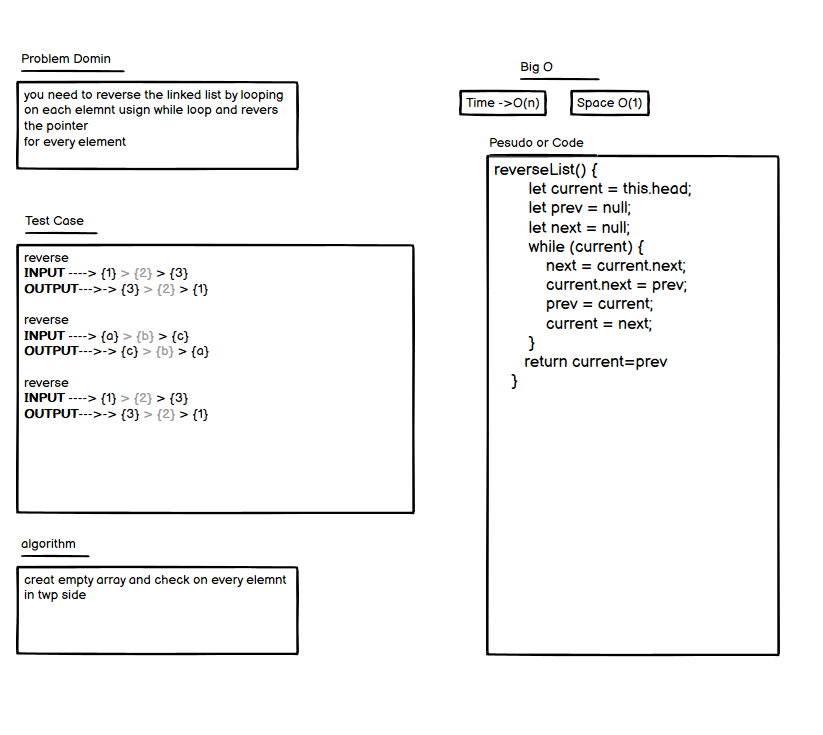 Problem Domin
you need to reverse the linked list by looping
on each elemnt usign while loop and revers
the pointer
for every element
Test Case
reverse
INPUT ----> {1} > {2} > {3}
OUTPUT--->-> {3} > {2} > {1}
reverse
INPUT ----> {a} > {b} > {c}
OUTPUT--->-> {c} > {b} > {a}
reverse
INPUT ----> {1} > {2} > {3}
OUTPUT--->-> {3} > {2} > {1}
algorithm
creat empty array and check on every elemnt
in twp side
Big O
Time ->O(n)
Space O(1)
Pesudo or Code
reverseList() {
let current = this.head;
let prev = null;
let next = null;
while (current) {
next = current.next;
current.next = prev;
prev = current;
current = next;
}
return current=prev
}